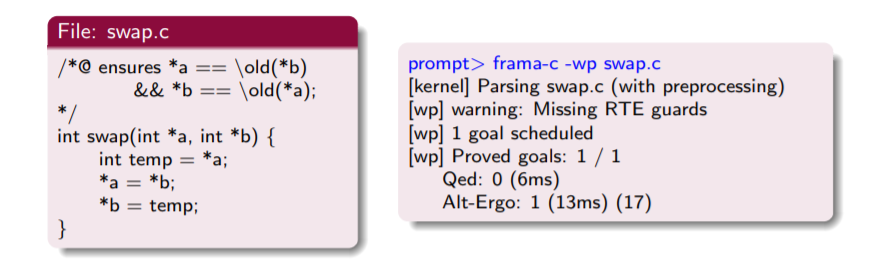 File: swap.c
/*@ ensures *a == \old(*b)
&& *b == \old(*a);
*/
int swap(int *a, int *b) {
int temp = *a;
*a = *b;
*b = temp;
}
prompt> frama-c -wp swap.c
[kernel] Parsing swap.c (with preprocessing)
[wp] warning: Missing RTE guards
[wp] 1 goal scheduled
[wp] Proved goals: 1 / 1
Qed: 0 (6ms)
Alt-Ergo: 1 (13ms) (17)